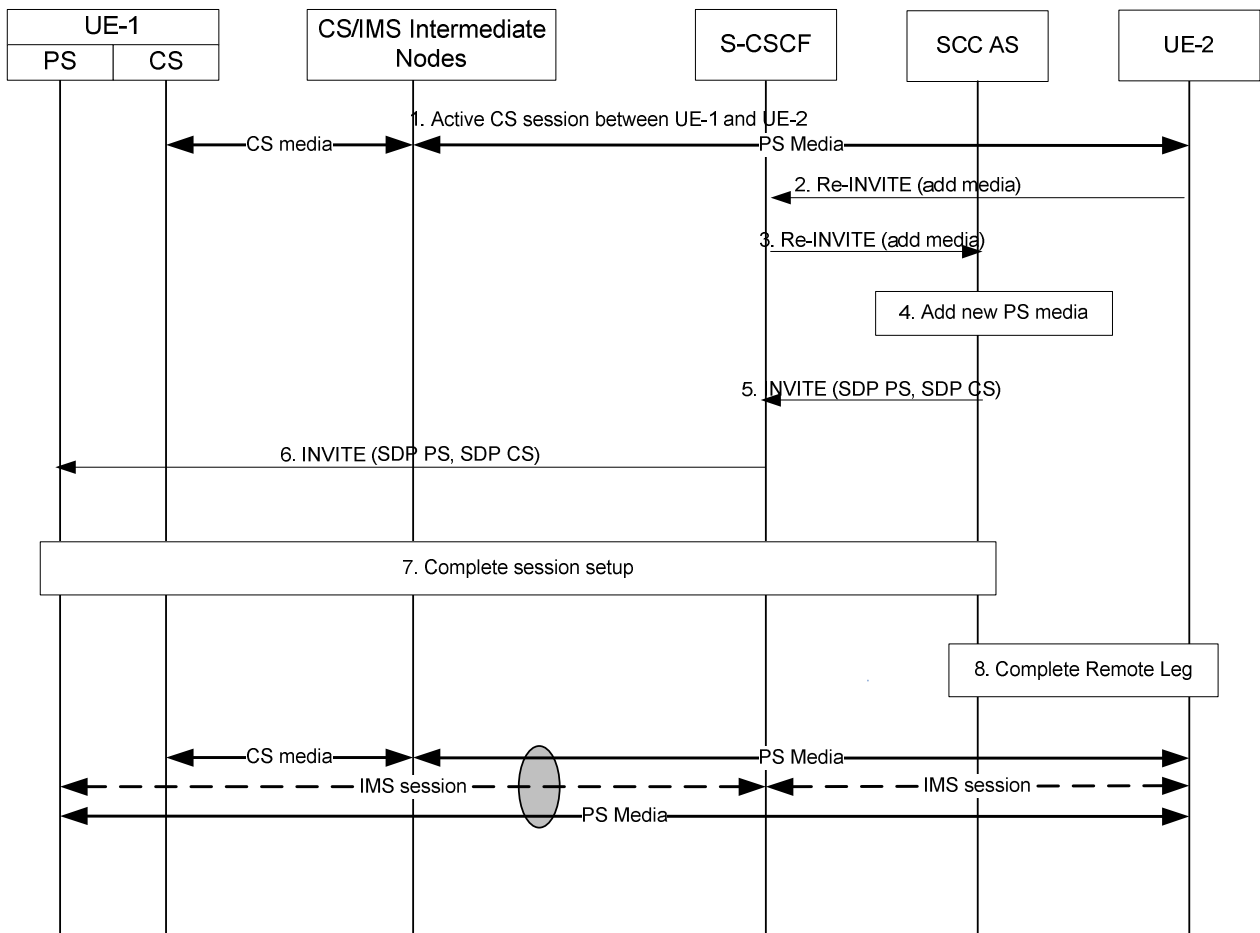 UE-1
PS
CS
CS/IMS Intermediate
Nodes
S-CSCF
SCC AS
UE-2
1. Active CS session between UE-1 and UE-2
CS media
PS Media
2. Re-INVITE (add media)
3. Re-INVITE (add media)
4. Add new PS media
5. INVITE (SDP PS, SDP CS)
6. INVITE (SDP PS, SDP CS)
7. Complete session setup
8. Complete Remote Leg
CS media
PS Media
IMS session
IMS session
PS Media